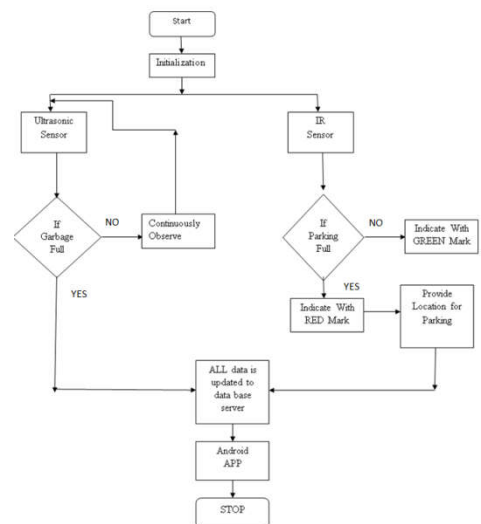 Start
Initialization
Ultrasonic
Sensor
IR
Sensor
If
Garbage
Full
NO
Continuously
Observe
YES
If
Parking
Full
NO
Indicate With
GREEN Mark
YES
Indicate With
RED Mark
Provide
Location for
Parking
ALL data is
updated to
data base
server
Android
APP
STOP